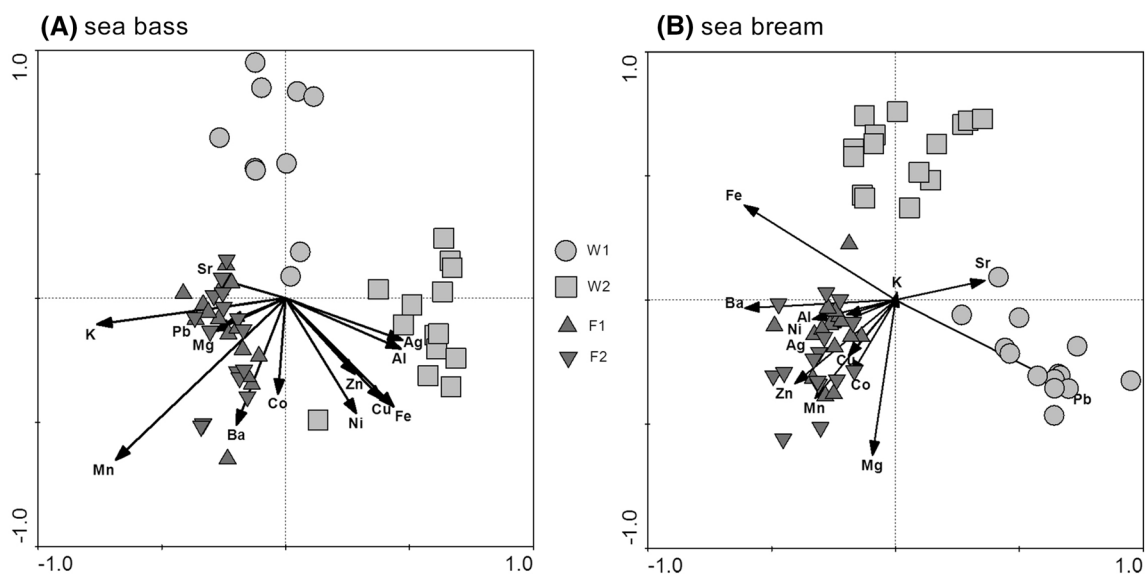 (A) sea bass
1.0
Sr
K
Pb
Mg
Ag
Al
Zn
Cu
Fe
Co
Ni
Ba
Mn
-1.0
-1.0
1.0
W1
W2
F1
F2
(B) sea bream
1.0
Fe
Sr
K
Ba
Al
Ni
Ag
Cu
Co
Zn
Mn
Pb
Mg
-1.0
-1.0
1.0